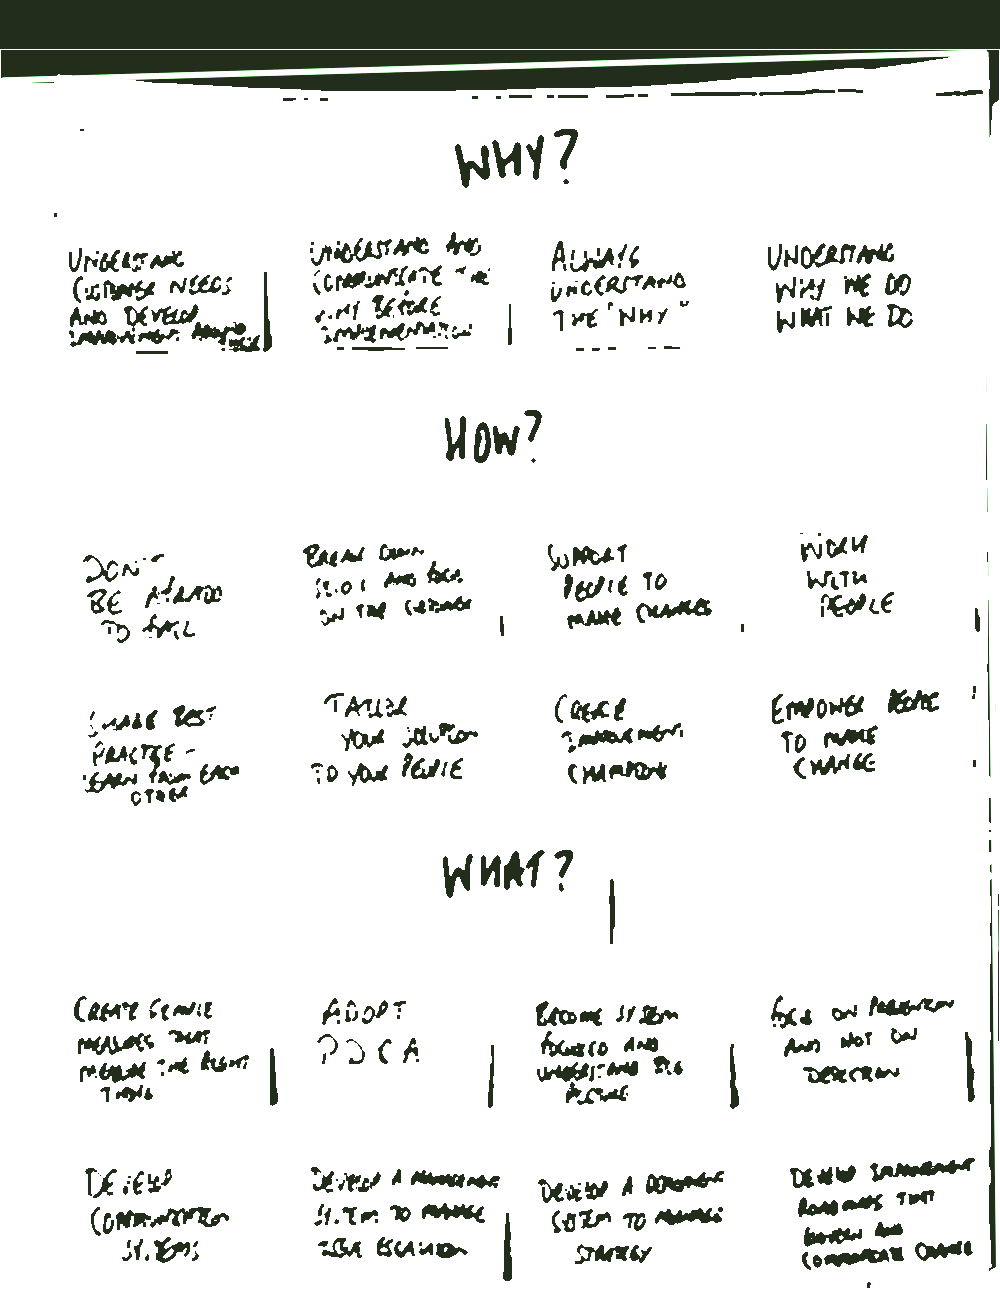 WHY?
UNDERSTAND
CUSTOMER NEEDS
AND DEVELOP
IMPROVEMENT AROUND
THESE
UNDERSTAND AND
COMMUNICATE THE
WHY BEFORE
IMPLEMENTATION
ALWAYS
UNDERSTAND
THE "WHY"
UNDERSTAND
WHY WE DO
WHAT WE DO
HOW?
DON'T
BE AFRAID
TO FAIL
BREAK DOWN
SILOS AND FOCUS
ON THE CUSTOMER
SUPPORT
PEOPLE TO
MAKE CHANGES
WORK
WITH
PEOPLE
SHARE BEST
PRACTICE -
LEARN FROM EACH
OTHER
TAILOR
YOUR SOLUTION
TO YOUR PEOPLE
CREATE
IMPROVEMENT
CHAMPIONS
EMPOWER PEOPLE
TO MAKE
CHANGE
WHAT?
CREATE SERVICE
MEASURES THAT
MEASURE THE RIGHT
THING
ADOPT
PDCA
BECOME SYSTEM
FOCUSED AND
UNDERSTAND BIG
PICTURE
FOCUS ON PREVENTION
AND NOT ON
DETECTION
DEVELOP
COMMUNICATION
SYSTEMS
DEVELOP A MANAGEMENT
SYSTEM TO MANAGE
ISSUE ESCALATION
DEVELOP A
SYSTEM TO MANAGE
STRATEGY
DEVELOP IMPROVEMENT
ROADMAPS THAT
AND
COMMUNICATE CHANGE